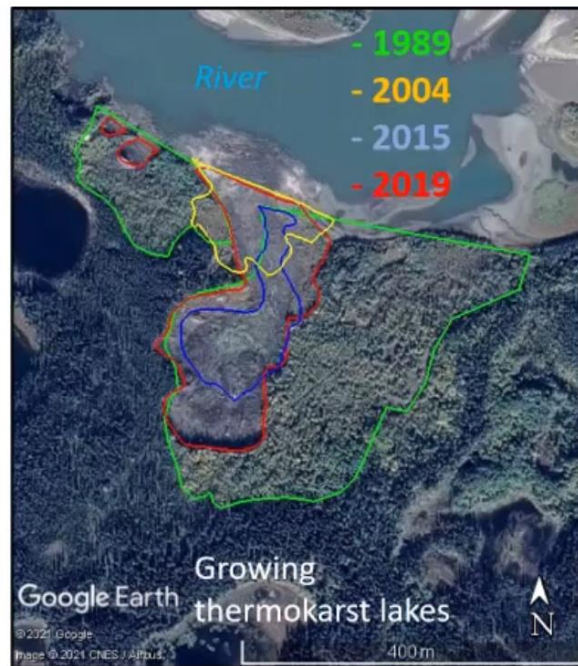 River
- 1989
- 2004
- 2015
- 2019
Growing
thermokarst lakes
Google Earth
N
© 2021 Google
Image © 2021 CNES / Airbus
400 m